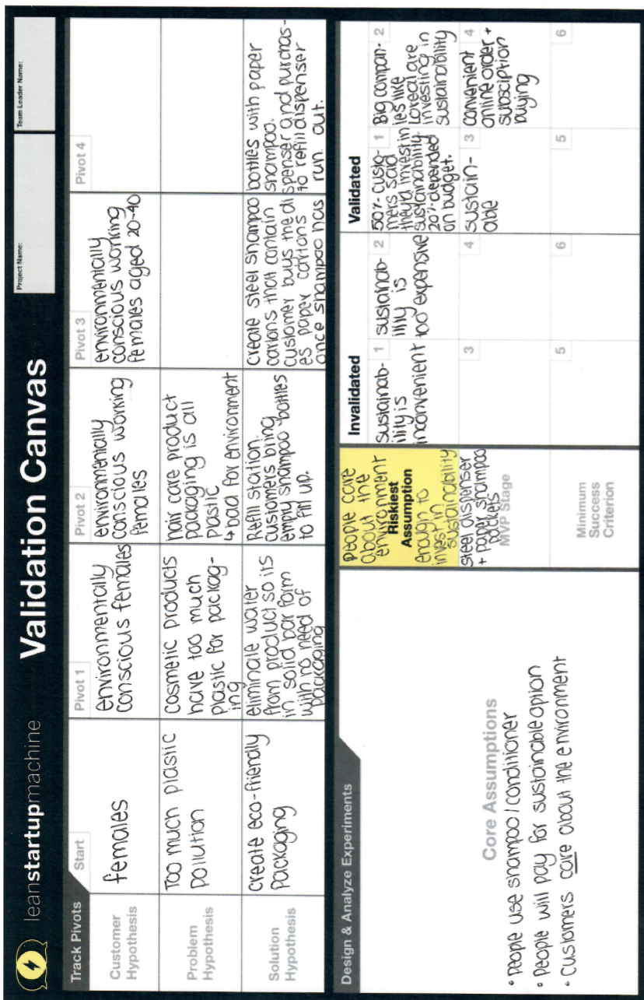 leanstartupmachine
Validation Canvas
Project Name:
Team Leader Name:
Track Pivots
Start
Pivot 1
Pivot 2
Pivot 3
Pivot 4
Customer
Hypothesis
females
environmentally
conscious females
environmentally
conscious working
females
environmentally
conscious working
females aged 20-40
Problem
Hypothesis
Too much plastic
pollution
cosmetic products
have too much
plastic for packag-
ing
hair care product
packaging is all
plastic
↳ bad for environment
Solution
Hypothesis
create eco-friendly
packaging
eliminate water
from product so its
in solid bar form
with no need of
packaging
Refill station.
customers bring
empty shampoo bottles
to fill up.
create steel shampoo bottles with paper
cartons that contain shampoo.
customer buys the dispenser and purchas-
es paper cartons to refill dispenser
once shampoo has run out.
Design & Analyze Experiments
Core Assumptions
• People use shampoo/conditioner
• People will pay for sustainable option
• Customers care about the environment
people care
about the
environment
Riskiest
Assumption
enough to
invest in
sustainability
steel dispenser
+ paper shampoo
packets
MVP Stage
Minimum
Success
Criterion
Invalidated
1
sustainab-
ility is
inconvenient
2
sustainab-
ility is
too expensive
3
4
5
6
Validated
1
50% custo-
mers said
they'd invest in
sustainability.
20% depended
on budget.
2
Big compan-
ies like
Loreal are
investing in
sustainability
3
sustain-
able
4
convenient
online order +
subsciption
buying
5
6